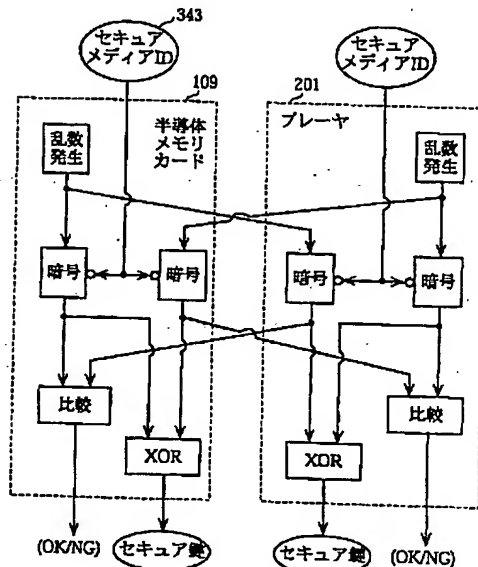 343
セキュア
メディアID
セキュア
メディアID
109
201
半導体
メモリ
カード
プレーヤ
乱数
発生
乱数
発生
暗号
暗号
暗号
暗号
比較
比較
XOR
XOR
(OK/NG)
セキュア鍵
セキュア鍵
(OK/NG)